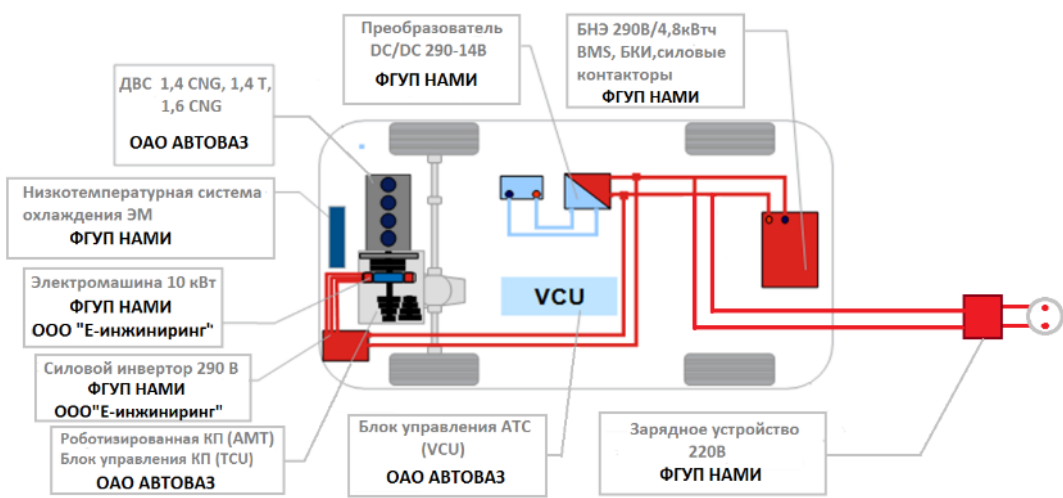 Преобразователь
DC/DC 290-14В
ФГУП НАМИ
БНЭ 290В/4,8кВтч
BMS, БКИ,силовые
контакторы
ФГУП НАМИ
ДВС 1,4 CNG, 1,4 Т,
1,6 CNG
ОАО АВТОВАЗ
Низкотемпературная система
охлаждения ЭМ
ФГУП НАМИ
Электромашина 10 кВт
ФГУП НАМИ
ООО "Е-инжиниринг"
VCU
Силовой инвертор 290 В
ФГУП НАМИ
ООО"Е-инжиниринг"
Роботизированная КП (АМТ)
Блок управления КП (TCU)
ОАО АВТОВАЗ
Блок управления АТС
(VCU)
ОАО АВТОВАЗ
Зарядное устройство
220В
ФГУП НАМИ